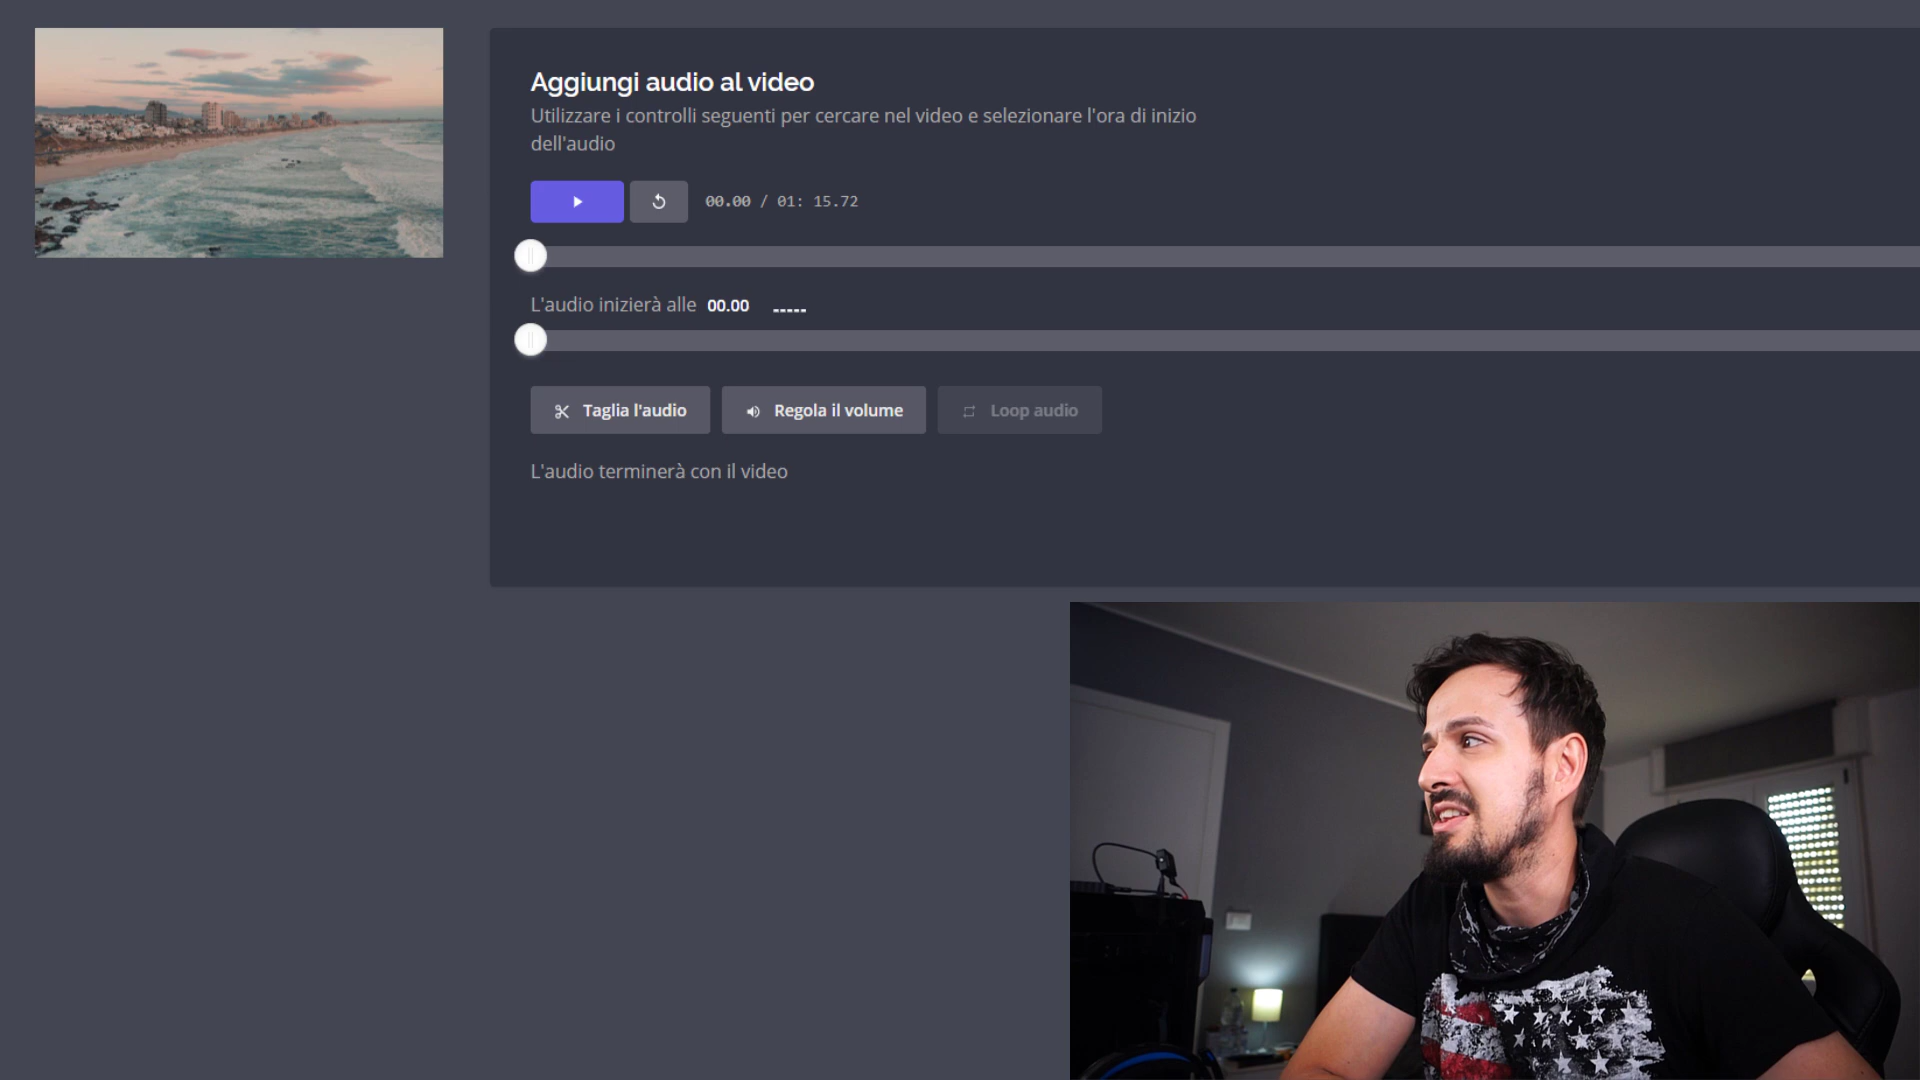 Aggiungi audio al video
Utilizzare i controlli seguenti per cercare nel video e selezionare l'ora di inizio
dell'audio
00.00 / 01: 15.72
L'audio inizierà alle 00.00 -----
Taglia l'audio
Regola il volume
Loop audio
L'audio terminerà con il video